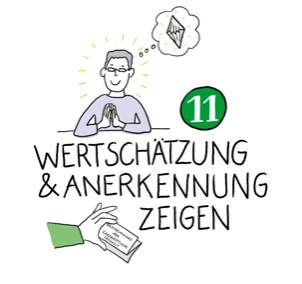 11
WERTSCHÄTZUNG
& ANERKENNUNG
ZEIGEN